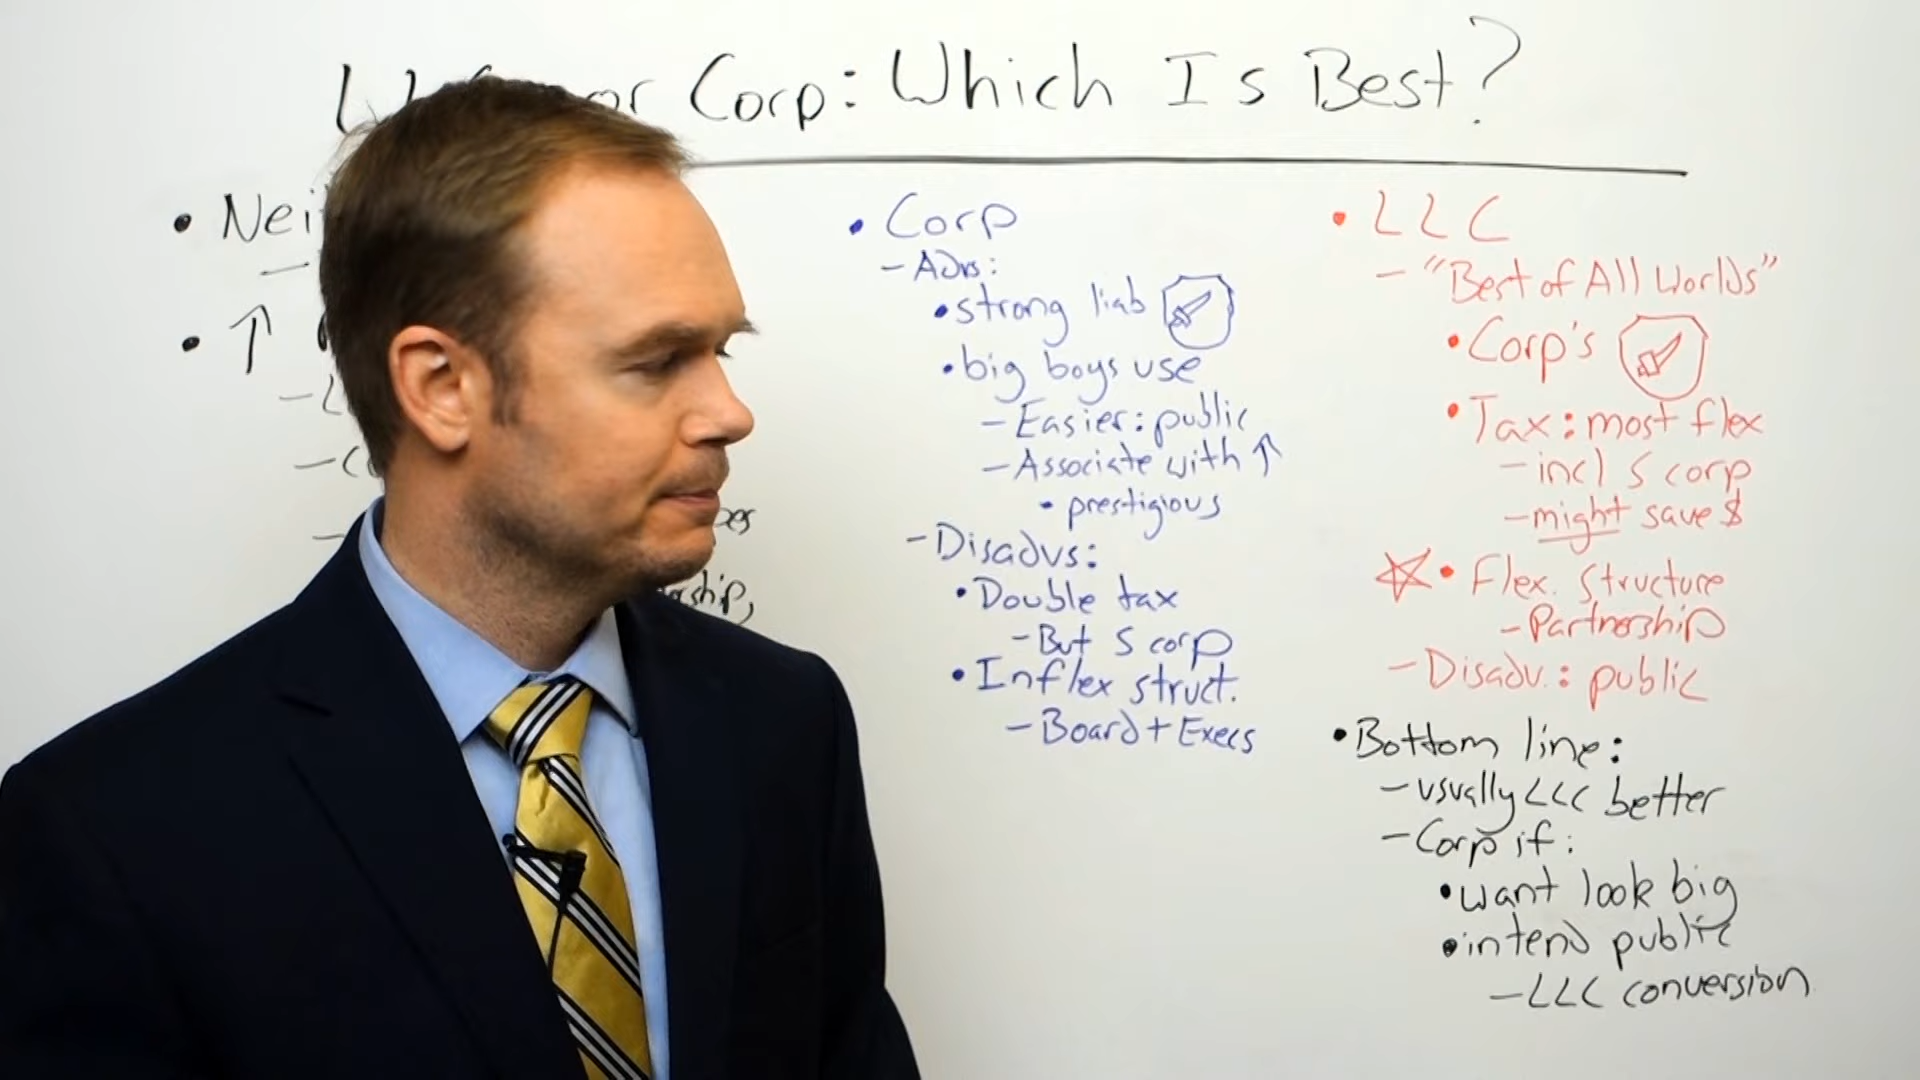 or Corp: Which Is Best?
• Nei
• ↑
• Corp
– Advs:
• strong liab
• big boys use
– Easier: public
– Associate with ↑
• prestigious
– Disadvs:
• Double tax
– But S corp
• Inflex struct.
– Board + Execs
• LLC
– "Best of All Worlds"
• Corp's
• Tax: most flex
– incl S corp
– might save $
• Flex. Structure
– Partnership
– Disadv.: public
• Bottom line:
– usually LLC better
– Corp if:
• want look big
• intend public
– LLC conversion